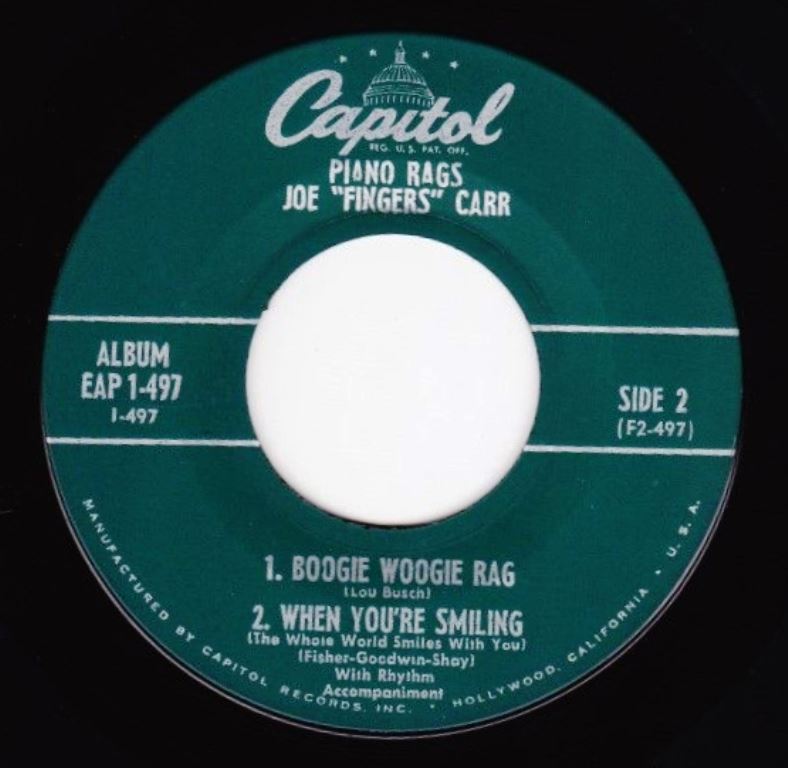 Capitol
REG. U.S. PAT. OFF.
PIANO RAGS
JOE "FINGERS" CARR
ALBUM
EAP 1-497
1-497
SIDE 2
(F2-497)
1. BOOGIE WOOGIE RAG
(Lou Busch)
2. WHEN YOU'RE SMILING
(The Whole World Smiles With You)
(Fisher-Goodwin-Shay)
With Rhythm
Accompaniment
MANUFACTURED BY CAPITOL RECORDS, INC. • HOLLYWOOD, CALIFORNIA • U. S. A.